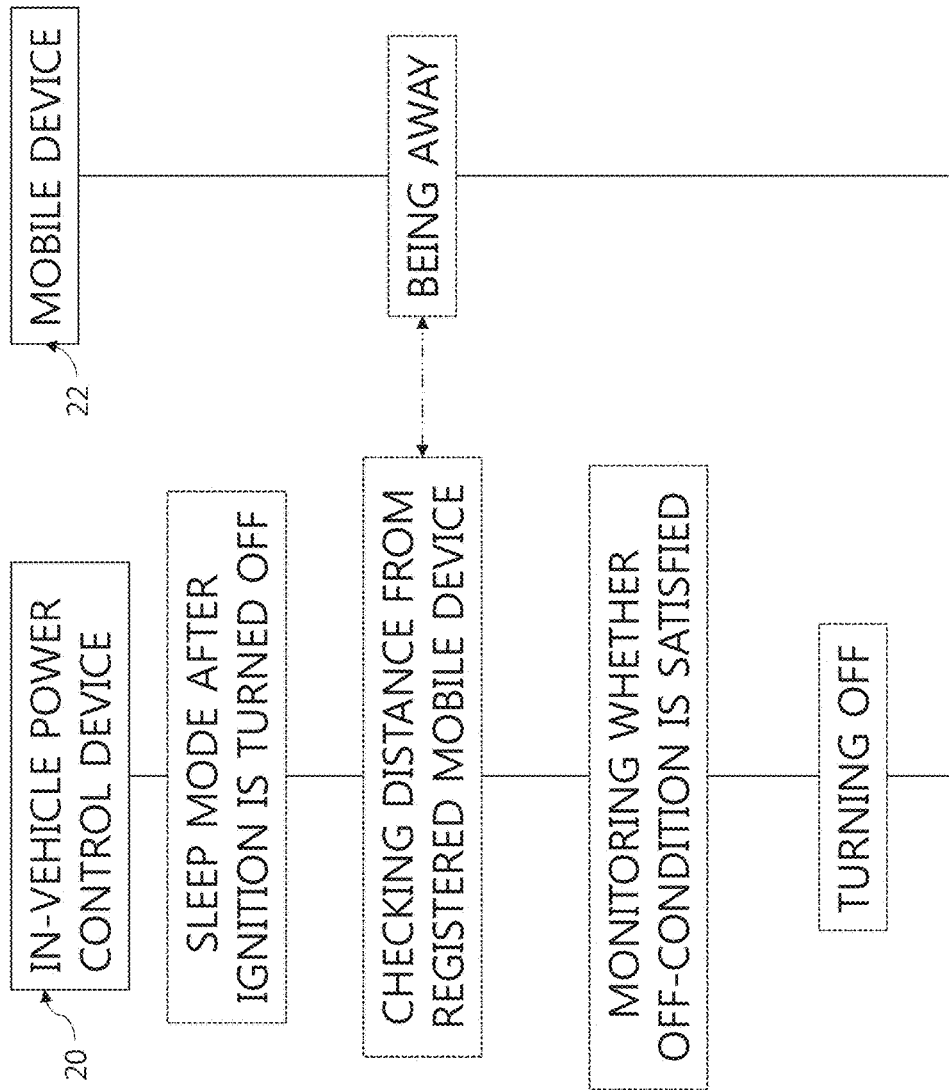 20
IN-VEHICLE POWER
CONTROL DEVICE
22
MOBILE DEVICE
SLEEP MODE AFTER
IGNITION IS TURNED OFF
CHECKING DISTANCE FROM
REGISTERED MOBILE DEVICE
BEING AWAY
MONITORING WHETHER
OFF-CONDITION IS SATISFIED
TURNING OFF